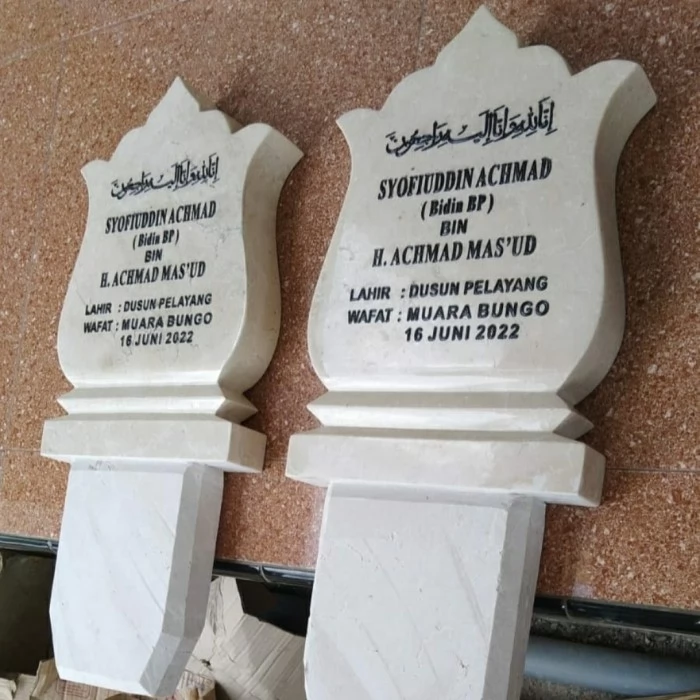 إنا لله وإنا إليه راجعون
SYOFIUDDIN ACHMAD
(Bidin BP)
BIN
H. ACHMAD MAS'UD
LAHIR : DUSUN PELAYANG
WAFAT : MUARA BUNGO
16 JUNI 2022
إنا لله وإنا إليه راجعون
SYOFIUDDIN ACHMAD
(Bidin BP)
BIN
H. ACHMAD MAS'UD
LAHIR : DUSUN PELAYANG
WAFAT : MUARA BUNGO
16 JUNI 2022